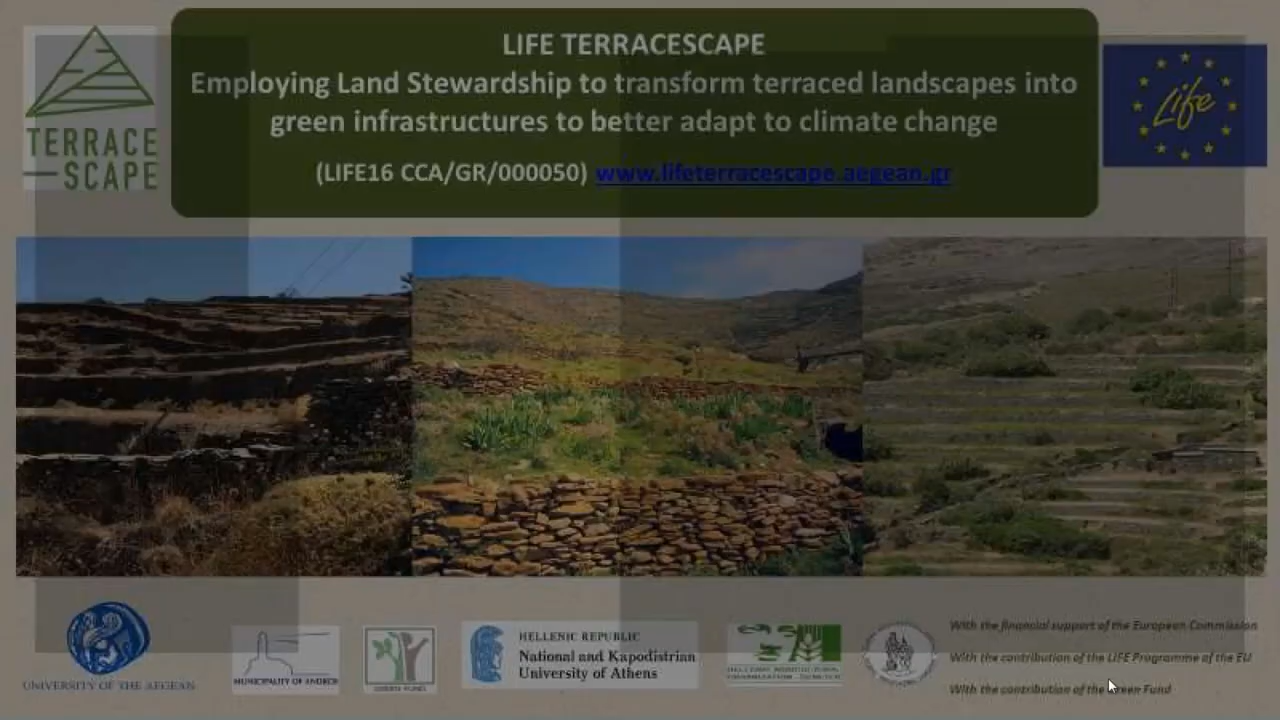 LIFE TERRACESCAPE
Employing Land Stewardship to transform terraced landscapes into
green infrastructures to better adapt to climate change
(LIFE16 CCA/GR/000050) www.lifeterracescape.aegean.gr
TERRACE
—SCAPE
Life
UNIVERSITY OF THE AEGEAN
MUNICIPALITY OF ANDROS
GREEN FUND
HELLENIC REPUBLIC
National and Kapodistrian
University of Athens
With the financial support of the European Commission
With the contribution of the LIFE Programme of the EU
With the contribution of the Green Fund